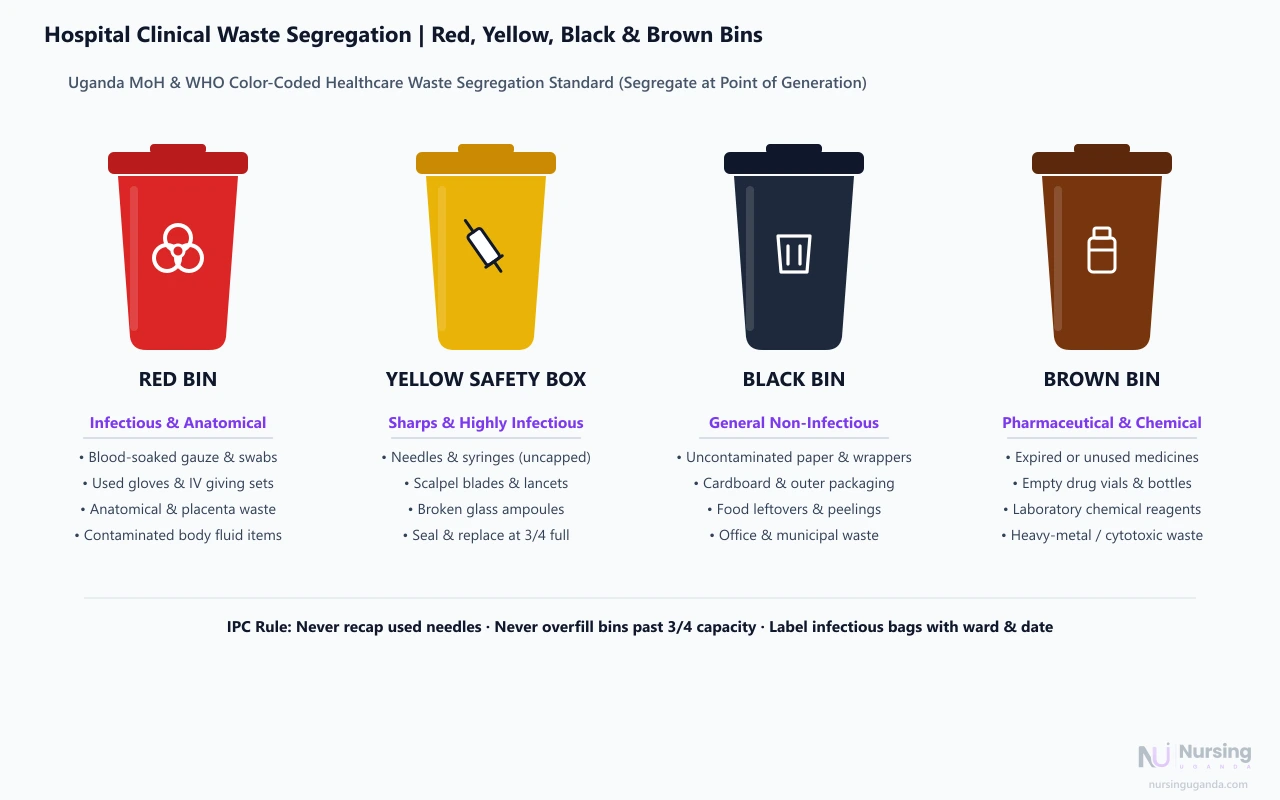 Hospital Clinical Waste Segregation | Red, Yellow, Black & Brown Bins
Uganda MoH & WHO Color-Coded Healthcare Waste Segregation Standard (Segregate at Point of Generation)
RED BIN
Infectious & Anatomical
• Blood-soaked gauze & swabs
• Used gloves & IV giving sets
• Anatomical & placenta waste
• Contaminated body fluid items
YELLOW SAFETY BOX
Sharps & Highly Infectious
• Needles & syringes (uncapped)
• Scalpel blades & lancets
• Broken glass ampoules
• Seal & replace at 3/4 full
BLACK BIN
General Non-Infectious
• Uncontaminated paper & wrappers
• Cardboard & outer packaging
• Food leftovers & peelings
• Office & municipal waste
BROWN BIN
Pharmaceutical & Chemical
• Expired or unused medicines
• Empty drug vials & bottles
• Laboratory chemical reagents
• Heavy-metal / cytotoxic waste
IPC Rule: Never recap used needles · Never overfill bins past 3/4 capacity · Label infectious bags with ward & date
NU Nursing
UGANDA
nursinguganda.com